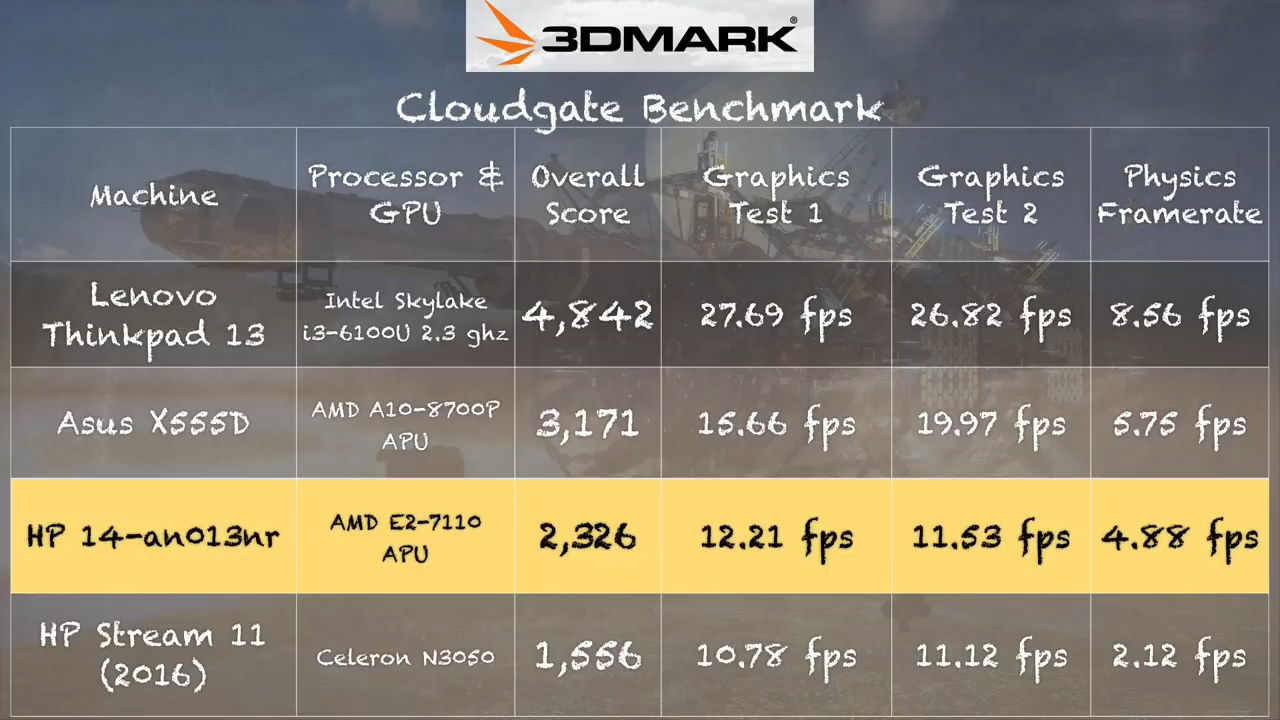 3DMARK®
Cloudgate Benchmark
Machine
Processor &
GPU
Overall
Score
Graphics
Test 1
Graphics
Test 2
Physics
Framerate
Lenovo
Thinkpad 13
Intel Skylake
i3-6100U 2.3 ghz
4,842
27.69 fps
26.82 fps
8.56 fps
Asus X555D
AMD A10-8700P
APU
3,171
15.66 fps
19.97 fps
5.75 fps
HP 14-an013nr
AMD E2-7110
APU
2,326
12.21 fps
11.53 fps
4.88 fps
HP Stream 11
(2016)
Celeron N3050
1,556
10.78 fps
11.12 fps
2.12 fps